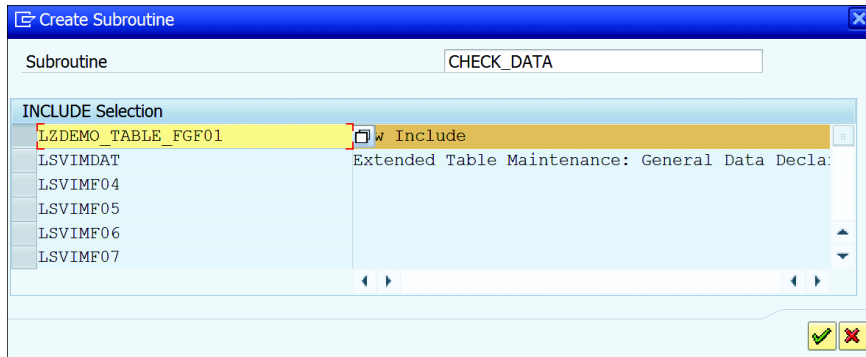 Create Subroutine
Subroutine CHECK_DATA
INCLUDE Selection
LZDEMO_TABLE_FGF01 w Include
LSVIMDAT Extended Table Maintenance: General Data Decla
LSVIMF04
LSVIMF05
LSVIMF06
LSVIMF07